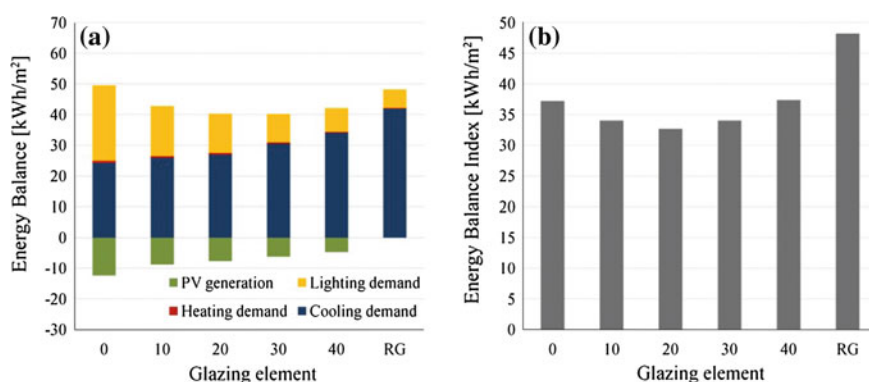 (a)
Energy Balance [kWh/m²]
70
60
50
40
30
20
10
0
-10
-20
-30
PV generation
Lighting demand
Heating demand
Cooling demand
0 10 20 30 40 RG
Glazing element
(b)
Energy Balance Index [kWh/m²]
50
45
40
35
30
25
20
15
10
5
0
0 10 20 30 40 RG
Glazing element